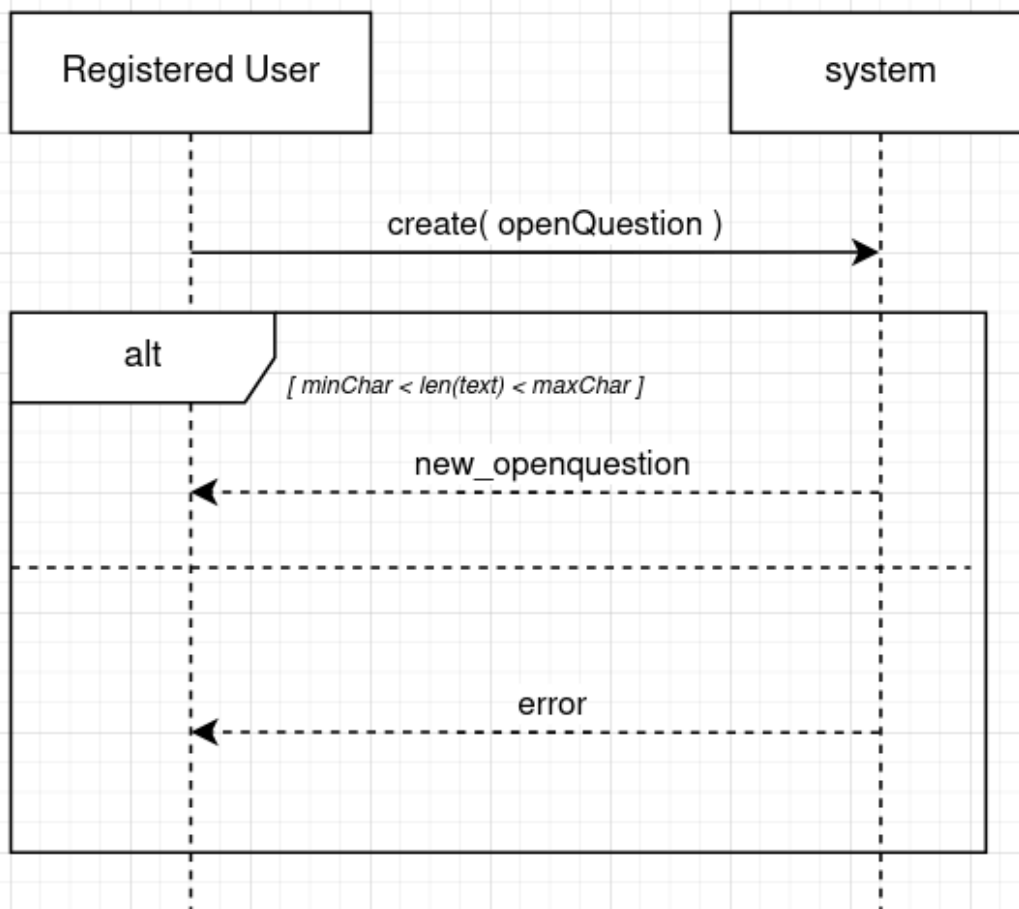 Registered User
system
create( openQuestion )
alt
[ minChar < len(text) < maxChar ]
new_openquestion
error